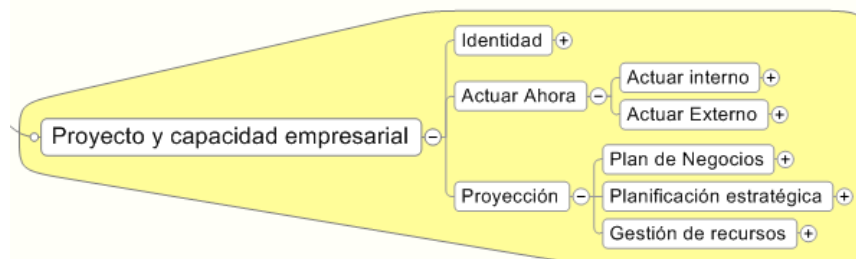 Proyecto y capacidad empresarial
Identidad
Actuar Ahora
Actuar interno
Actuar Externo
Proyección
Plan de Negocios
Planificación estratégica
Gestión de recursos